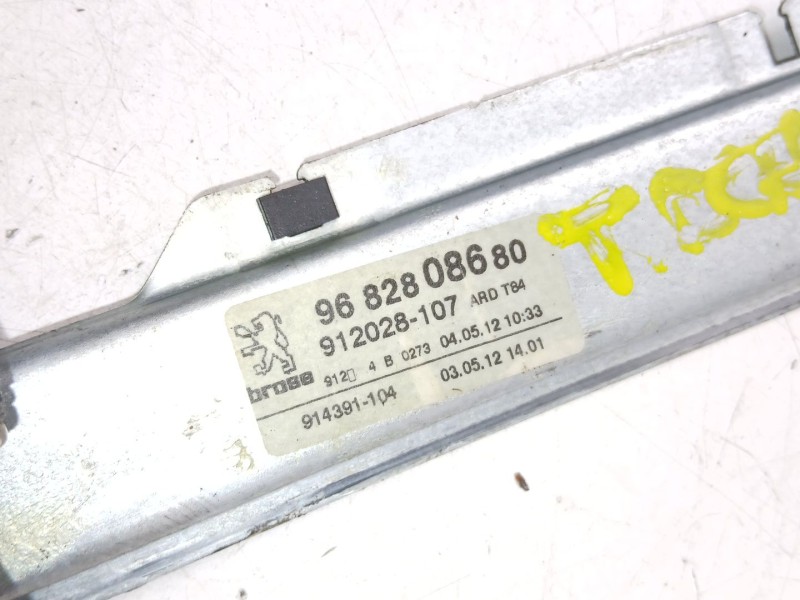 96 828 086 80
912028-107 ARD T84
brose 912 4 B 0273 04.05.12 10:33
914391-104 03.05.12 14.01